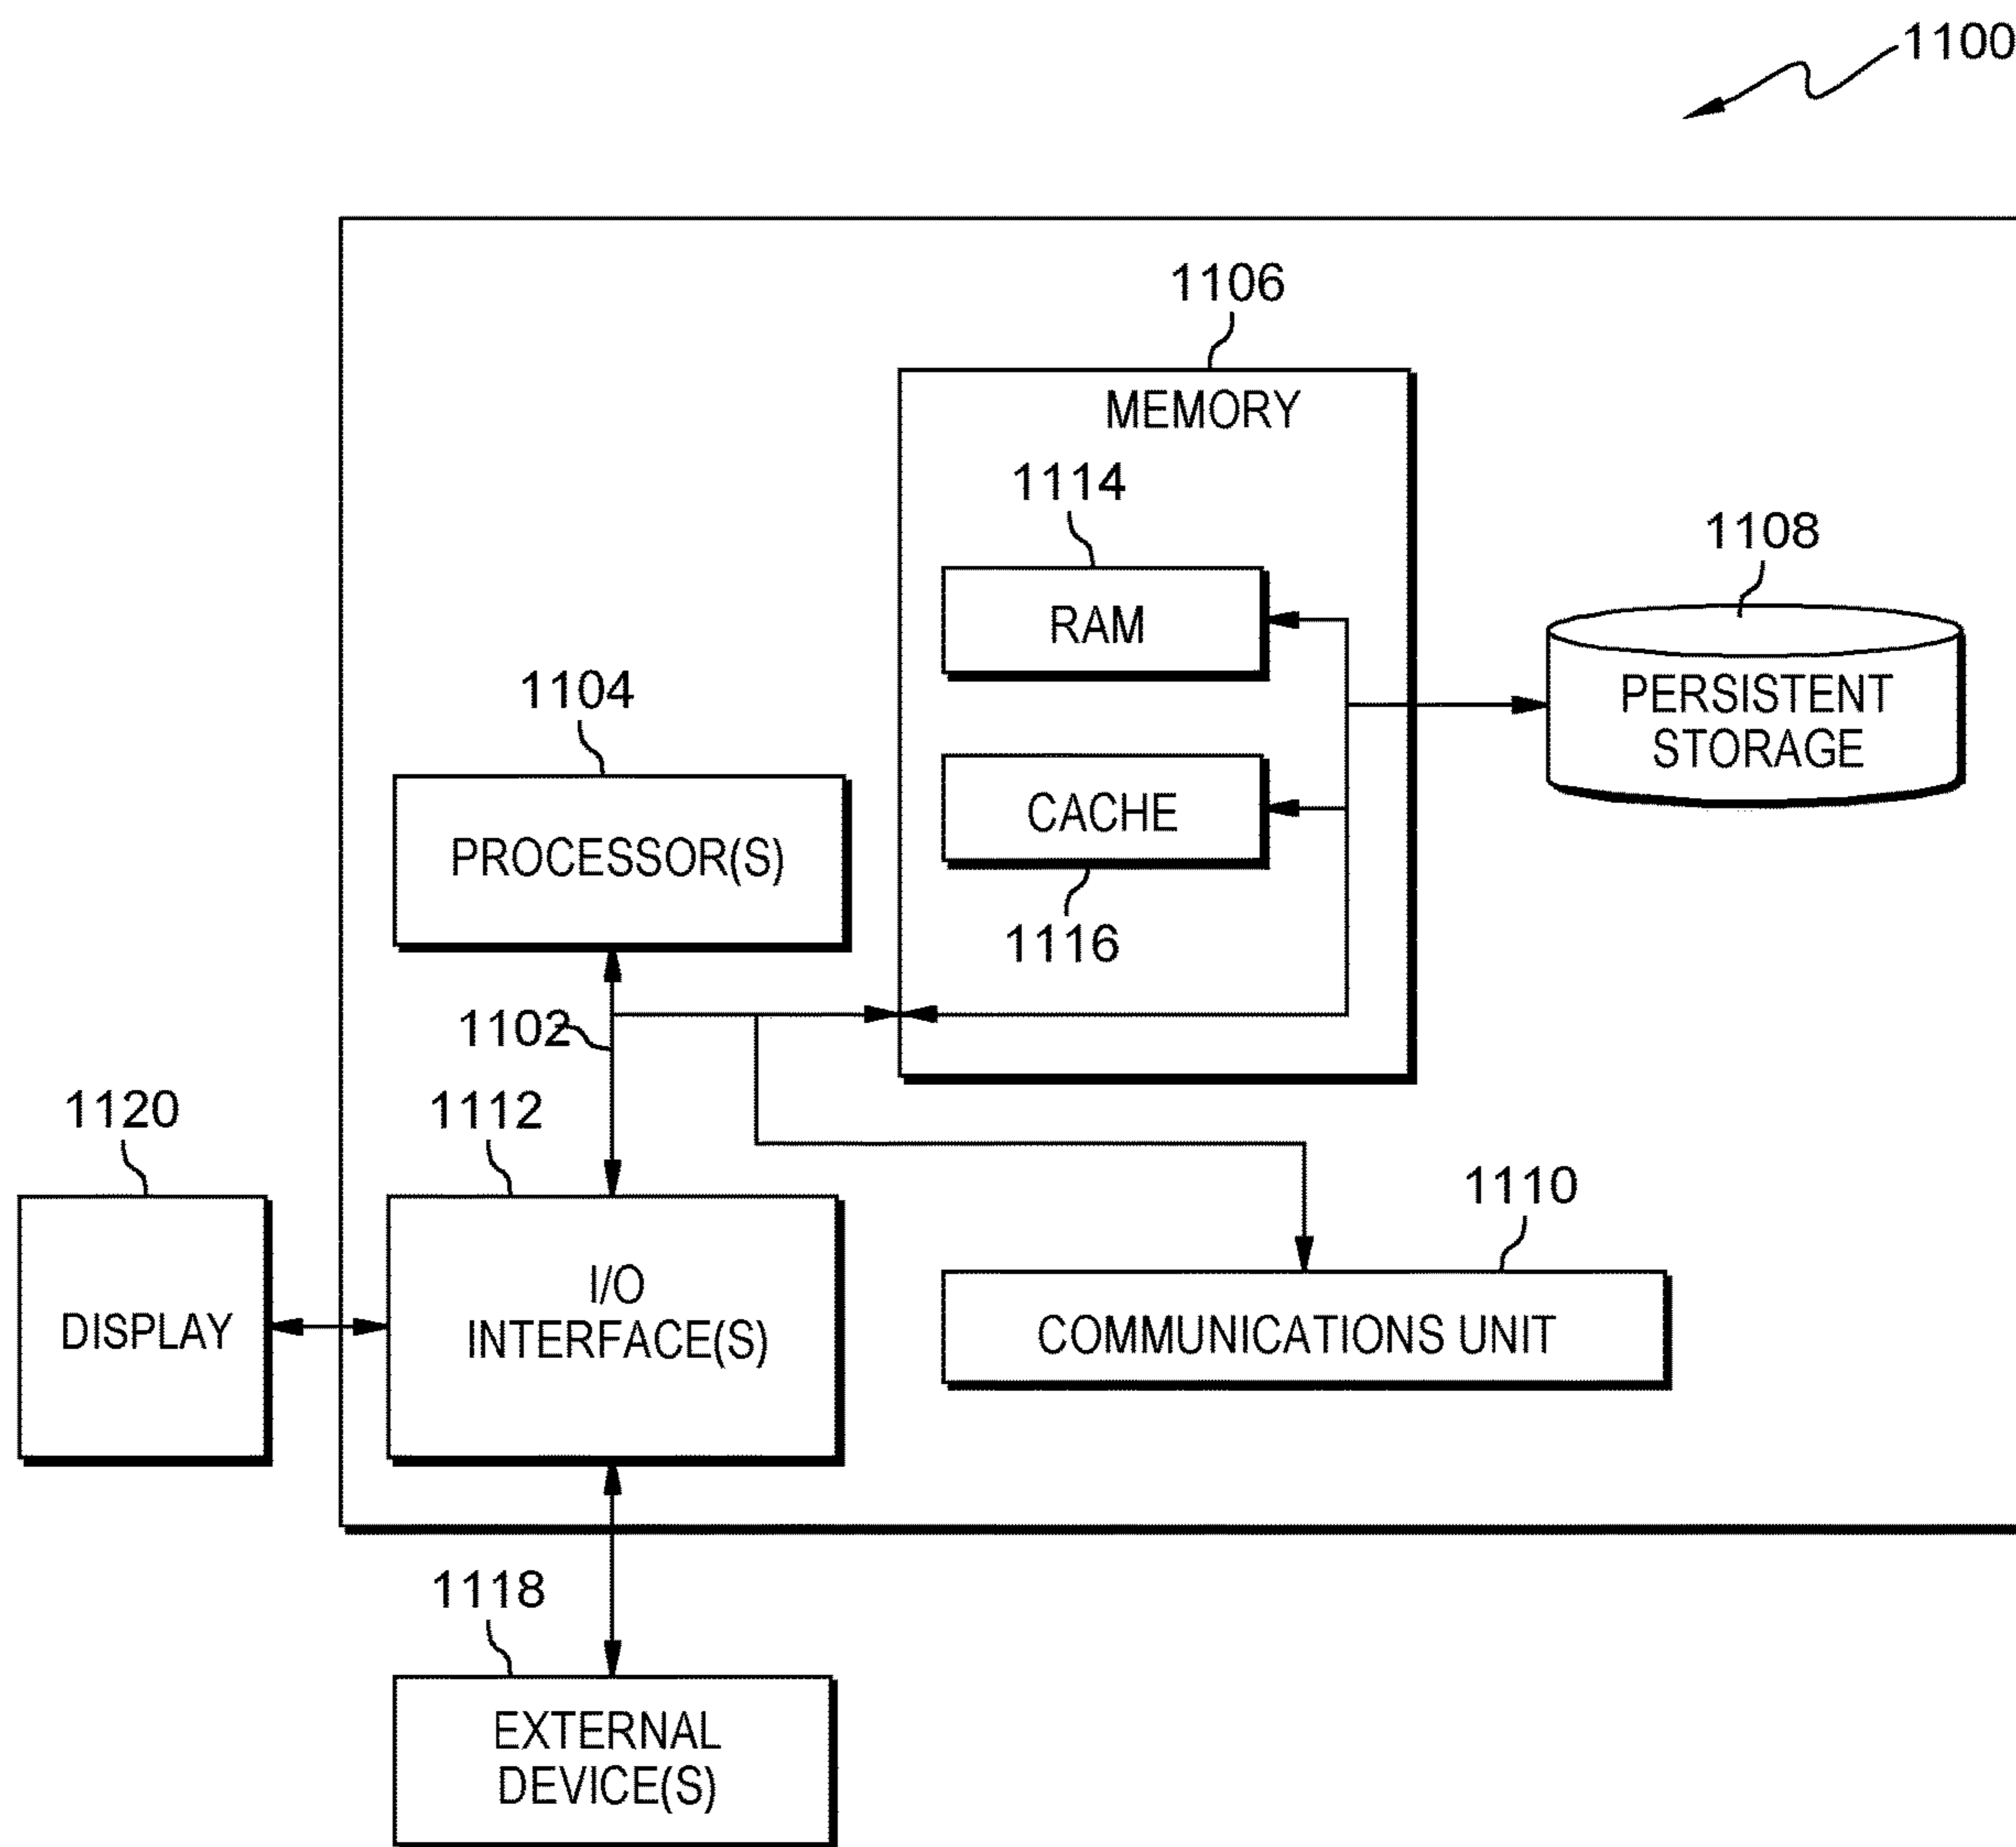 1100
1106
MEMORY
1114
RAM
1108
PERSISTENT
STORAGE
1104
PROCESSOR(S)
CACHE
1116
1102
1120
DISPLAY
1112
I/O
INTERFACE(S)
1110
COMMUNICATIONS UNIT
1118
EXTERNAL
DEVICE(S)